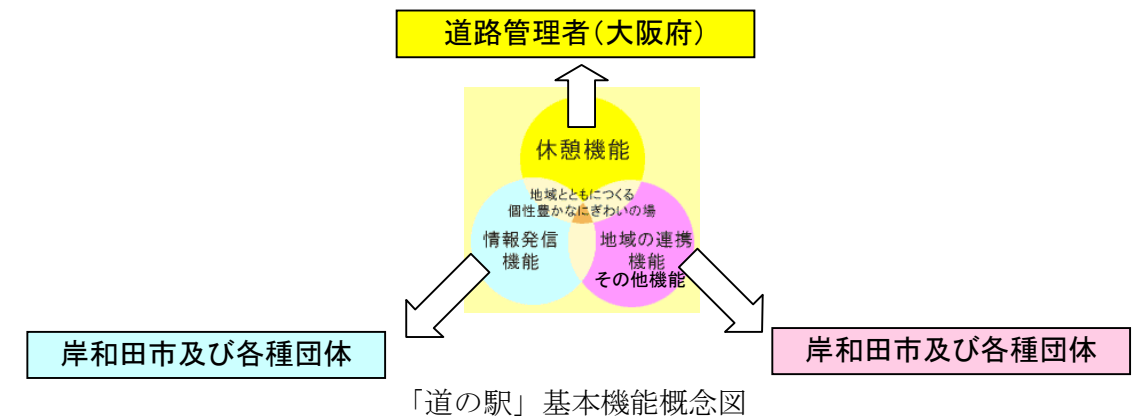 道路管理者(大阪府)
休憩機能
地域とともにつくる
個性豊かなにぎわいの場
情報発信
機能
地域の連携
機能
その他機能
岸和田市及び各種団体
岸和田市及び各種団体
「道の駅」基本機能概念図